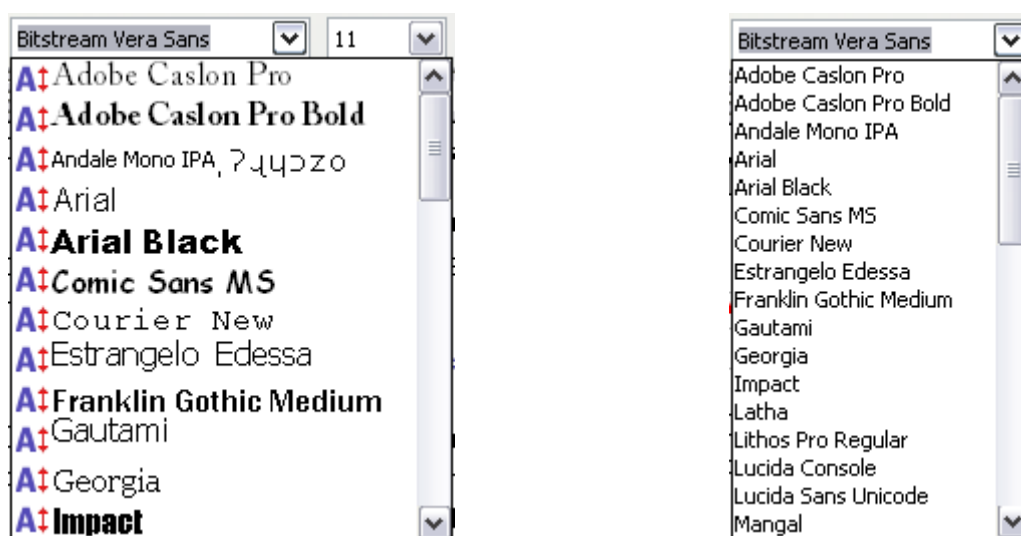 Bitstream Vera Sans
11
Adobe Caslon Pro
Adobe Caslon Pro Bold
Andale Mono IPA,
Arial
Arial Black
Comic Sans MS
Courier New
Estrangelo Edessa
Franklin Gothic Medium
Gautami
Georgia
Impact
Bitstream Vera Sans
Adobe Caslon Pro
Adobe Caslon Pro Bold
Andale Mono IPA
Arial
Arial Black
Comic Sans MS
Courier New
Estrangelo Edessa
Franklin Gothic Medium
Gautami
Georgia
Impact
Latha
Lithos Pro Regular
Lucida Console
Lucida Sans Unicode
Mangal